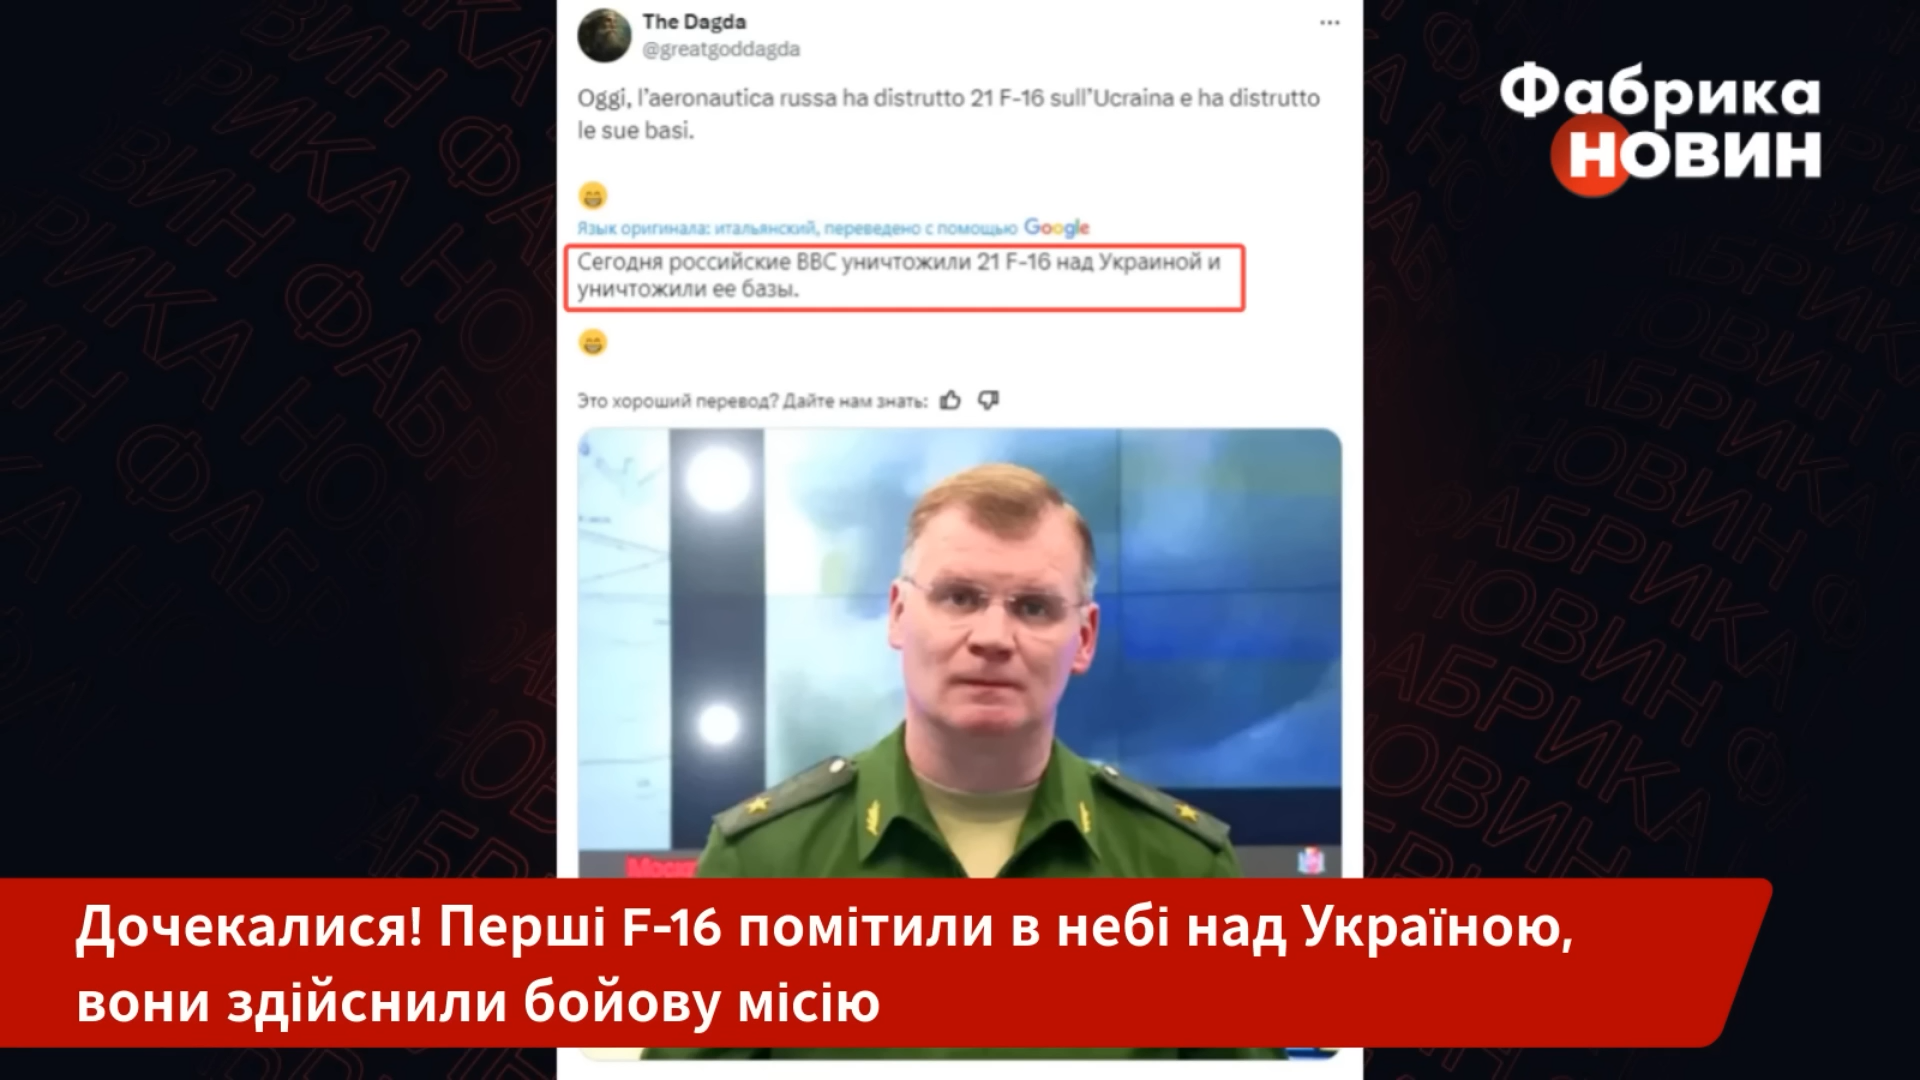 The Dagda
@greatgoddagda
Oggi, l'aeronautica russa ha distrutto 21 F-16 sull'Ucraina e ha distrutto
le sue basi.
Язык оригинала: итальянский, переведено с помощью Google
Сегодня российские ВВС уничтожили 21 F-16 над Украиной и
уничтожили ее базы.
Это хороший перевод? Дайте нам знать:
Фабрика
новин
Дочекалися! Перші F-16 помітили в небі над Україною,
вони здійснили бойову місію